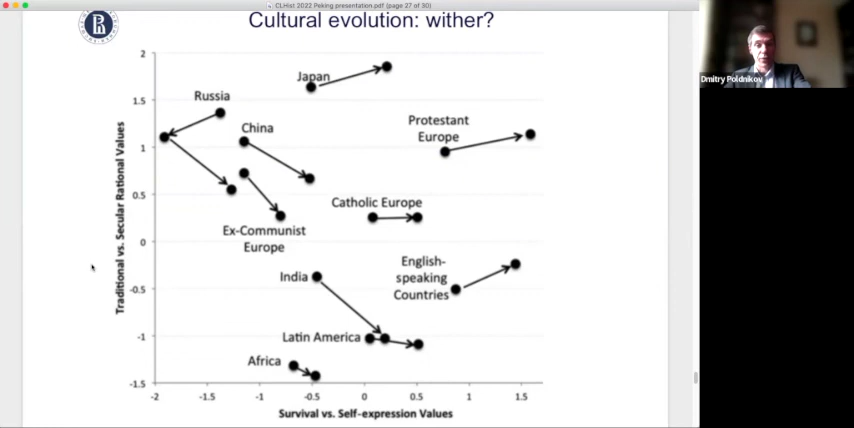 CLHist 2022 Peking presentation.pdf (page 27 of 30)
Cultural evolution: wither?
Dmitry Poldnikov
Traditional vs. Secular Rational Values
2
1.5
1
0.5
0
-0.5
-1
-1.5
Japan
Russia
China
Protestant
Europe
Catholic Europe
Ex-Communist
Europe
English-
speaking
Countries
India
Latin America
Africa
-2
-1.5
-1
-0.5
0
0.5
1
1.5
Survival vs. Self-expression Values